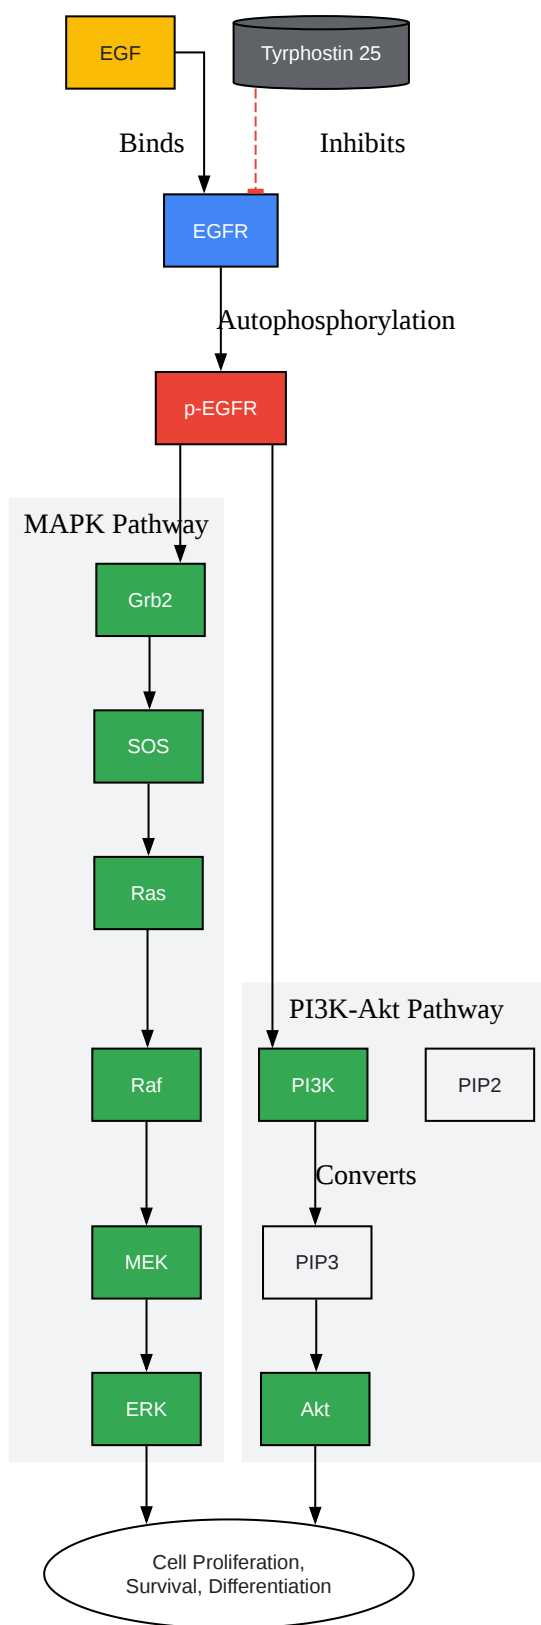 EGF
Tyrphostin 25
Binds
Inhibits
EGFR
Autophosphorylation
p-EGFR
MAPK Pathway
Grb2
SOS
Ras
PI3K-Akt Pathway
Raf
PI3K
PIP2
Converts
MEK
PIP3
ERK
Akt
Cell Proliferation,
Survival, Differentiation